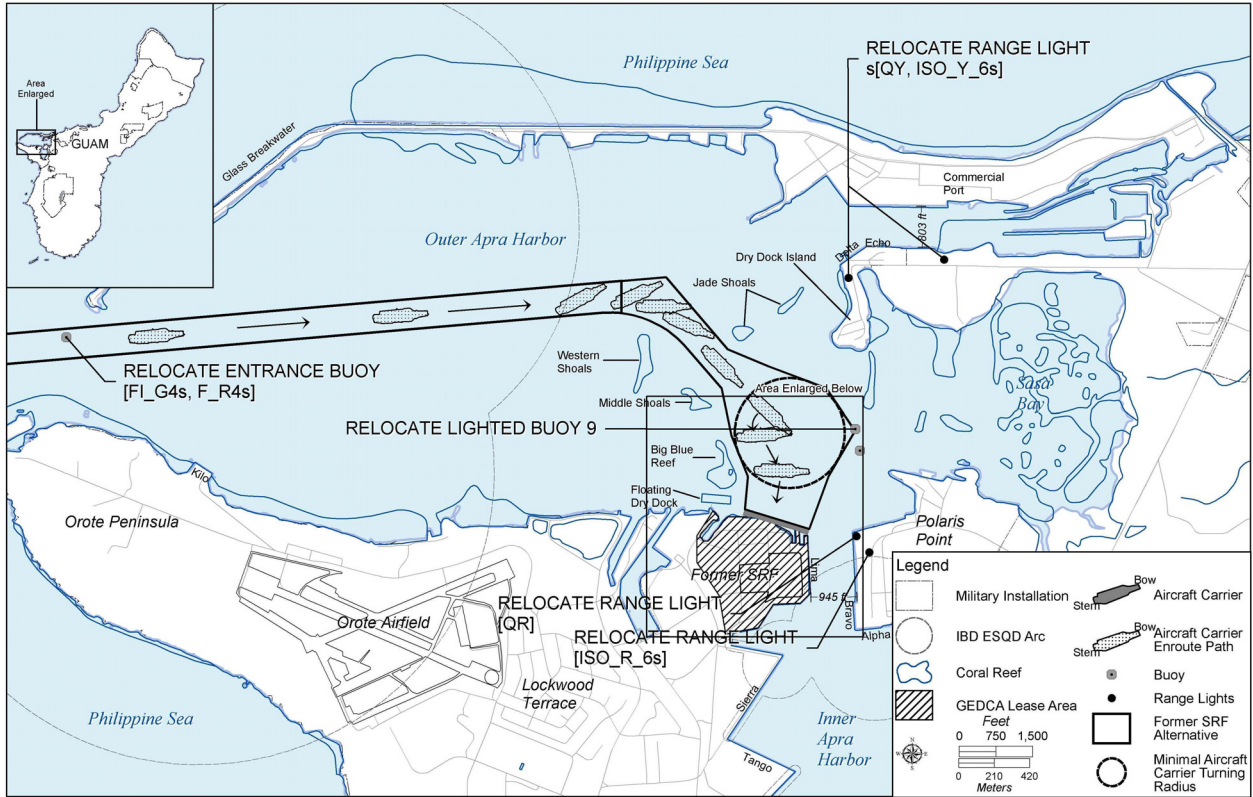 Area
Enlarged
GUAM
Philippine Sea
RELOCATE RANGE LIGHT
s[QY, ISO_Y_6s]
Glass Breakwater
Commercial
Port
803 ft
Outer Apra Harbor
Delta
Echo
Dry Dock Island
Jade Shoals
Western
Shoals
Sasa
Bay
RELOCATE ENTRANCE BUOY
[FI_G4s, F_R4s]
Area Enlarged Below
Middle Shoals
RELOCATE LIGHTED BUOY 9
Big Blue
Reef
Kilo
Floating
Dry Dock
Orote Peninsula
Polaris
Point
Former SRF
Lima
945 ft
Bravo
Alpha
RELOCATE RANGE LIGHT
[QR]
Orote Airfield
RELOCATE RANGE LIGHT
[ISO_R_6s]
Lockwood
Terrace
Sierra
Philippine Sea
Inner
Apra
Harbor
Tango
Legend
Military Installation
IBD ESQD Arc
Coral Reef
GEDCA Lease Area
Feet
0 750 1,500
0 210 420
Meters
N
W E
S
Bow
Stern
Aircraft Carrier
Bow
Stern
Aircraft Carrier
Enroute Path
Buoy
Range Lights
Former SRF
Alternative
Minimal Aircraft
Carrier Turning
Radius